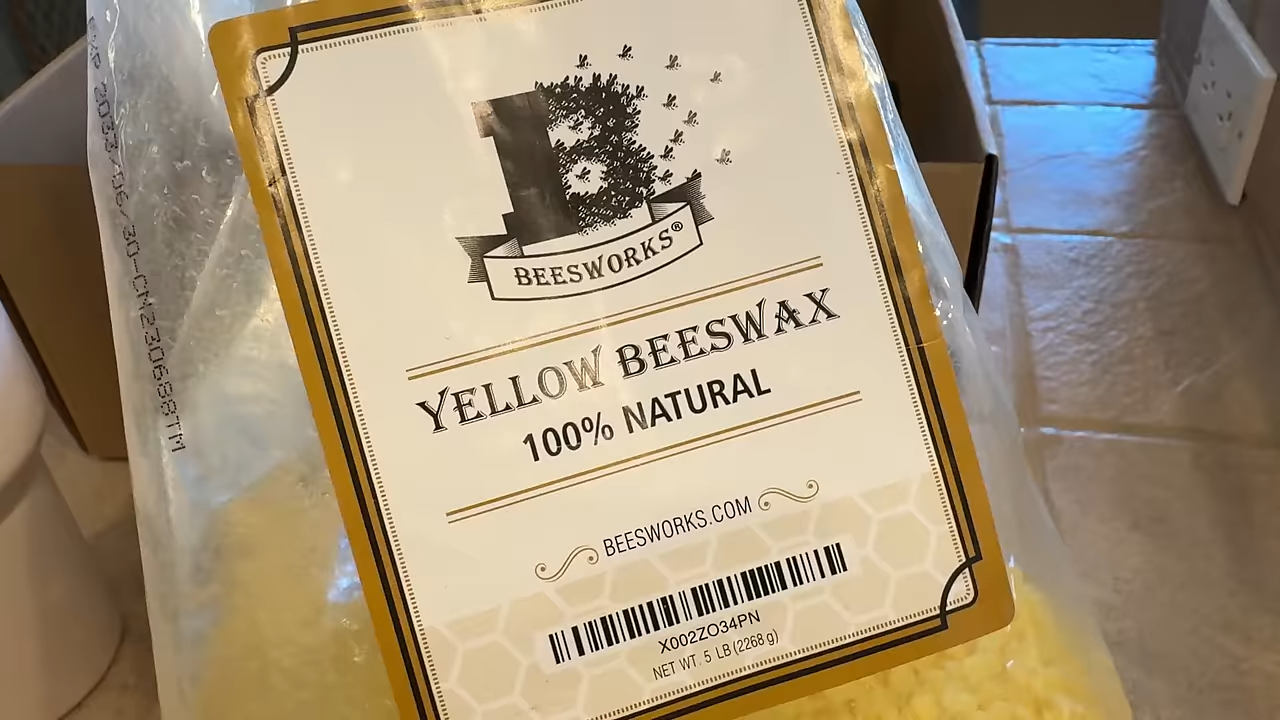 BEESWORKS®
YELLOW BEESWAX
100% NATURAL
BEESWORKS.COM
X002ZO34PN
NET WT. 5 LB (2268 g)
EXP 2033/06/30-CM230688TM